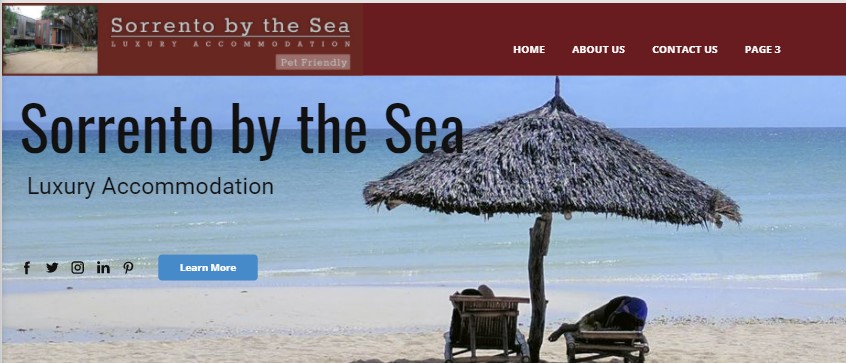 Sorrento by the Sea
LUXURY ACCOMMODATION
Pet Friendly
HOME ABOUT US CONTACT US PAGE 3
Sorrento by the Sea
Luxury Accommodation
Learn More